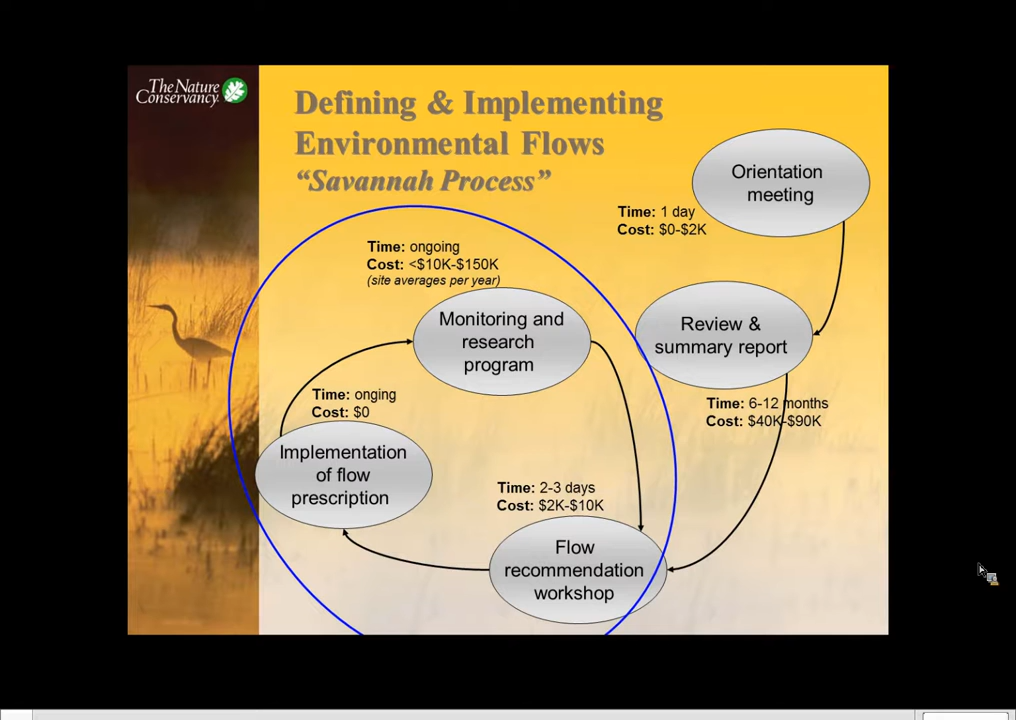 The Nature
Conservancy
Defining & Implementing
Environmental Flows
“Savannah Process”
Orientation
meeting
Time: 1 day
Cost: $0-$2K
Review &
summary report
Time: 6-12 months
Cost: $40K-$90K
Flow
recommendation
workshop
Time: 2-3 days
Cost: $2K-$10K
Implementation
of flow
prescription
Time: onging
Cost: $0
Monitoring and
research
program
Time: ongoing
Cost: <$10K-$150K
(site averages per year)